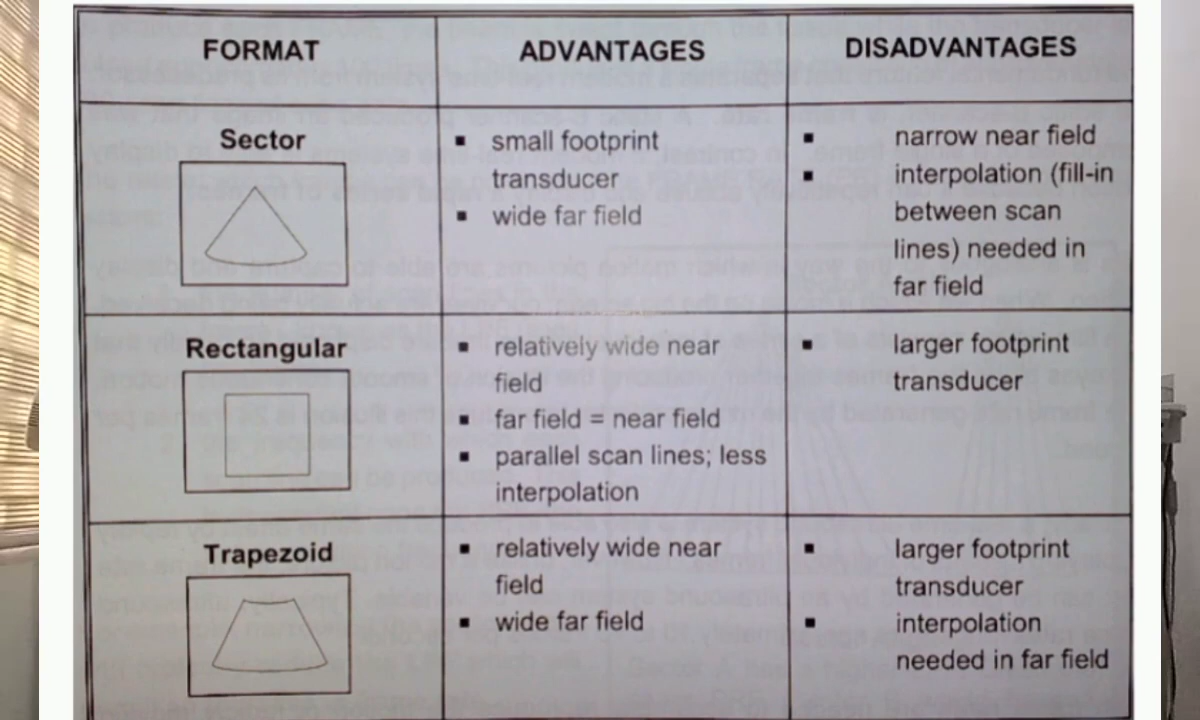 FORMAT ADVANTAGES DISADVANTAGES
Sector
small footprint
transducer
wide far field
narrow near field
interpolation (fill-in
between scan
lines) needed in
far field
Rectangular
relatively wide near
field
far field = near field
parallel scan lines; less
interpolation
larger footprint
transducer
Trapezoid
relatively wide near
field
wide far field
larger footprint
transducer
interpolation
needed in far field